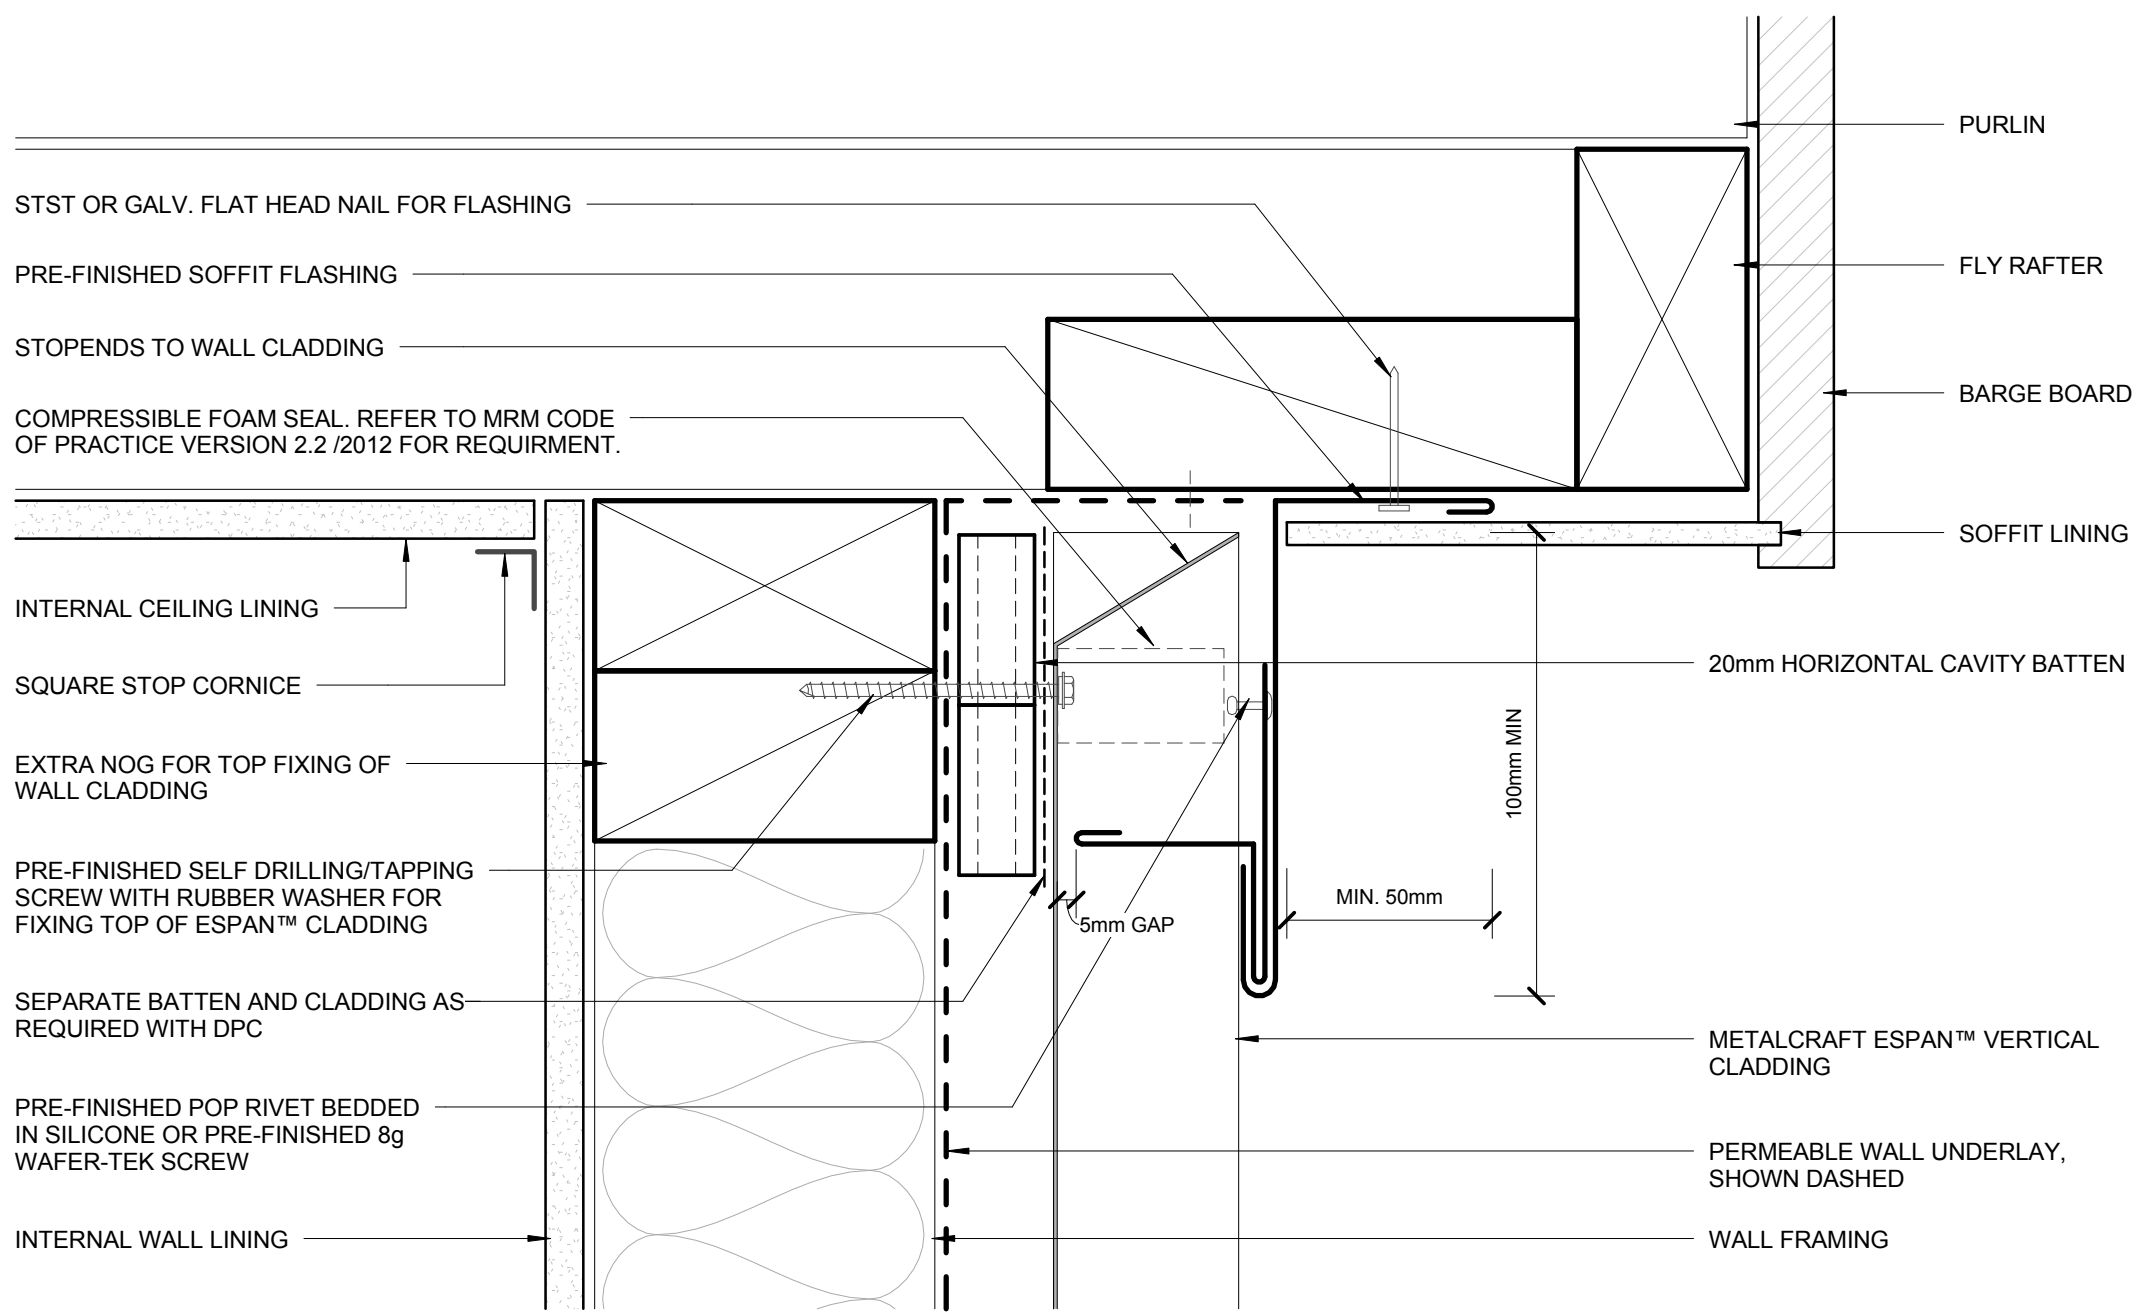 STST OR GALV. FLAT HEAD NAIL FOR FLASHING
PRE-FINISHED SOFFIT FLASHING
STOPENDS TO WALL CLADDING
COMPRESSIBLE FOAM SEAL. REFER TO MRM CODE
OF PRACTICE VERSION 2.2 /2012 FOR REQUIRMENT.
INTERNAL CEILING LINING
SQUARE STOP CORNICE
EXTRA NOG FOR TOP FIXING OF
WALL CLADDING
PRE-FINISHED SELF DRILLING/TAPPING
SCREW WITH RUBBER WASHER FOR
FIXING TOP OF ESPAN™ CLADDING
SEPARATE BATTEN AND CLADDING AS
REQUIRED WITH DPC
PRE-FINISHED POP RIVET BEDDED
IN SILICONE OR PRE-FINISHED 8g
WAFER-TEK SCREW
INTERNAL WALL LINING
5mm GAP
MIN. 50mm
100mm MIN
PURLIN
FLY RAFTER
BARGE BOARD
SOFFIT LINING
20mm HORIZONTAL CAVITY BATTEN
METALCRAFT ESPAN™ VERTICAL
CLADDING
PERMEABLE WALL UNDERLAY,
SHOWN DASHED
WALL FRAMING